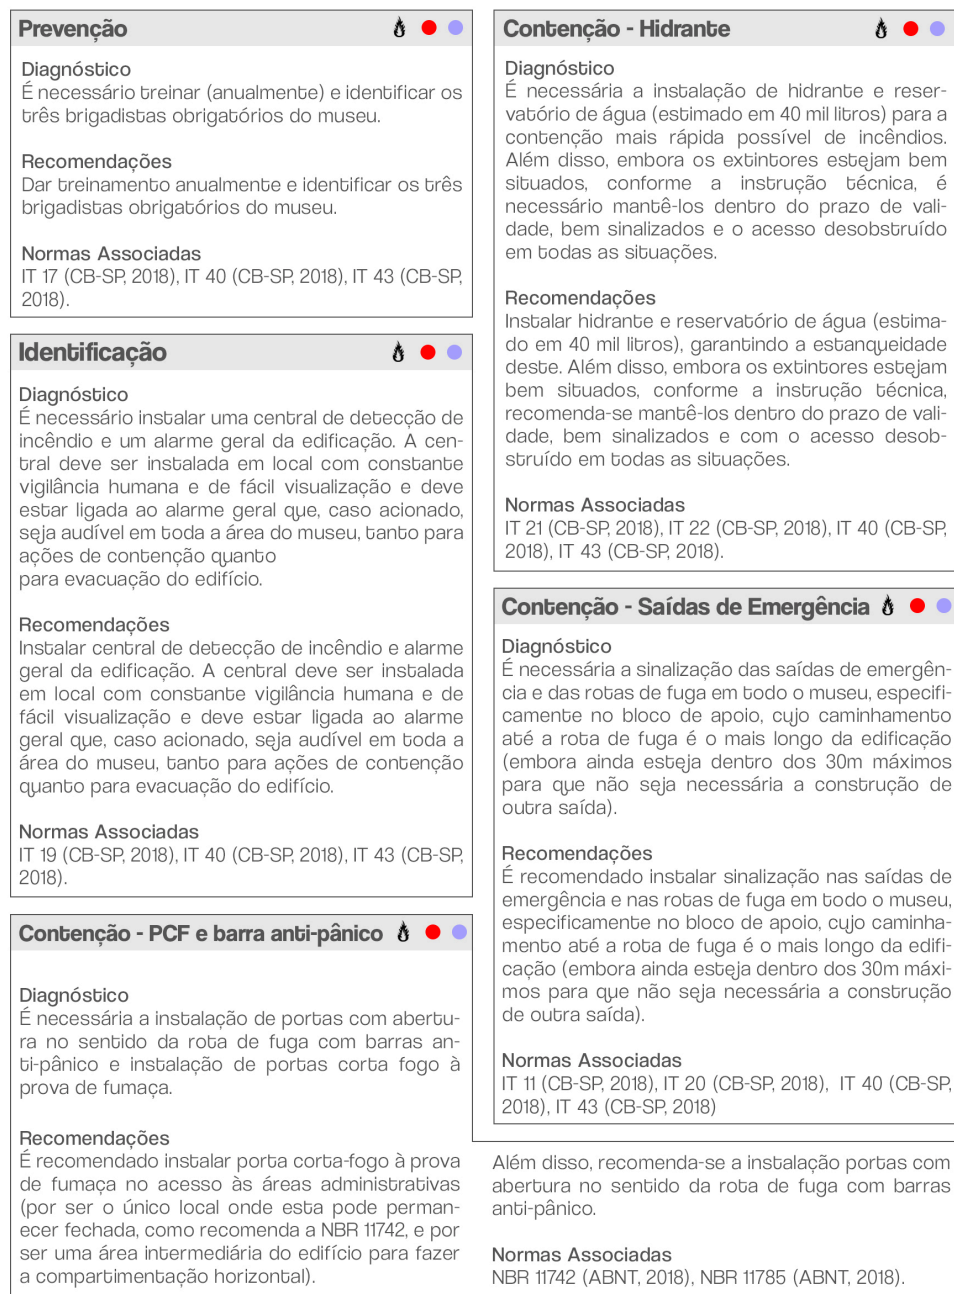 Prevenção
Diagnóstico
É necessário treinar (anualmente) e identificar os
três brigadistas obrigatórios do museu.
Recomendações
Dar treinamento anualmente e identificar os três
brigadistas obrigatórios do museu.
Normas Associadas
IT 17 (CB-SP, 2018), IT 40 (CB-SP, 2018), IT 43 (CB-SP,
2018).
Identificação
Diagnóstico
É necessário instalar uma central de detecção de
incêndio e um alarme geral da edificação. A cen-
tral deve ser instalada em local com constante
vigilância humana e de fácil visualização e deve
estar ligada ao alarme geral que, caso acionado,
seja audível em toda a área do museu, tanto para
ações de contenção quanto
para evacuação do edifício.
Recomendações
Instalar central de detecção de incêndio e alarme
geral da edificação. A central deve ser instalada
em local com constante vigilância humana e de
fácil visualização e deve estar ligada ao alarme
geral que, caso acionado, seja audível em toda a
área do museu, tanto para ações de contenção
quanto para evacuação do edifício.
Normas Associadas
IT 19 (CB-SP, 2018), IT 40 (CB-SP, 2018), IT 43 (CB-SP,
2018).
Contenção - Hidrante
Diagnóstico
É necessária a instalação de hidrante e reser-
vatório de água (estimado em 40 mil litros) para a
contenção mais rápida possível de incêndios.
Além disso, embora os extintores estejam bem
situados, conforme a instrução técnica, é
necessário mantê-los dentro do prazo de vali-
dade, bem sinalizados e o acesso desobstruído
em todas as situações.
Recomendações
Instalar hidrante e reservatório de água (estima-
do em 40 mil litros), garantindo a estanqueidade
deste. Além disso, embora os extintores estejam
bem situados, conforme a instrução técnica,
recomenda-se mantê-los dentro do prazo de vali-
dade, bem sinalizados e com o acesso desob-
struído em todas as situações.
Normas Associadas
IT 21 (CB-SP, 2018), IT 22 (CB-SP, 2018), IT 40 (CB-SP,
2018), IT 43 (CB-SP, 2018).
Contenção - Saídas de Emergência
Diagnóstico
É necessária a sinalização das saídas de emergên-
cia e das rotas de fuga em todo o museu, especifi-
camente no bloco de apoio, cujo caminhamento
até a rota de fuga é o mais longo da edificação
(embora ainda esteja dentro dos 30m máximos
para que não seja necessária a construção de
outra saída).
Recomendações
É recomendado instalar sinalização nas saídas de
emergência e nas rotas de fuga em todo o museu,
especificamente no bloco de apoio, cujo caminha-
mento até a rota de fuga é o mais longo da edifi-
cação (embora ainda esteja dentro dos 30m máxi-
mos para que não seja necessária a construção
de outra saída).
Normas Associadas
IT 11 (CB-SP, 2018), IT 20 (CB-SP, 2018), IT 40 (CB-SP,
2018), IT 43 (CB-SP, 2018)
Contenção - PCF e barra anti-pânico
Diagnóstico
É necessária a instalação de portas com abertu-
ra no sentido da rota de fuga com barras an-
ti-pânico e instalação de portas corta fogo à
prova de fumaça.
Recomendações
É recomendado instalar porta corta-fogo à prova
de fumaça no acesso às áreas administrativas
(por ser o único local onde esta pode perman-
ecer fechada, como recomenda a NBR 11742, e por
ser uma área intermediária do edifício para fazer
a compartimentação horizontal).
Além disso, recomenda-se a instalação portas com
abertura no sentido da rota de fuga com barras
anti-pânico.
Normas Associadas
NBR 11742 (ABNT, 2018), NBR 11785 (ABNT, 2018).